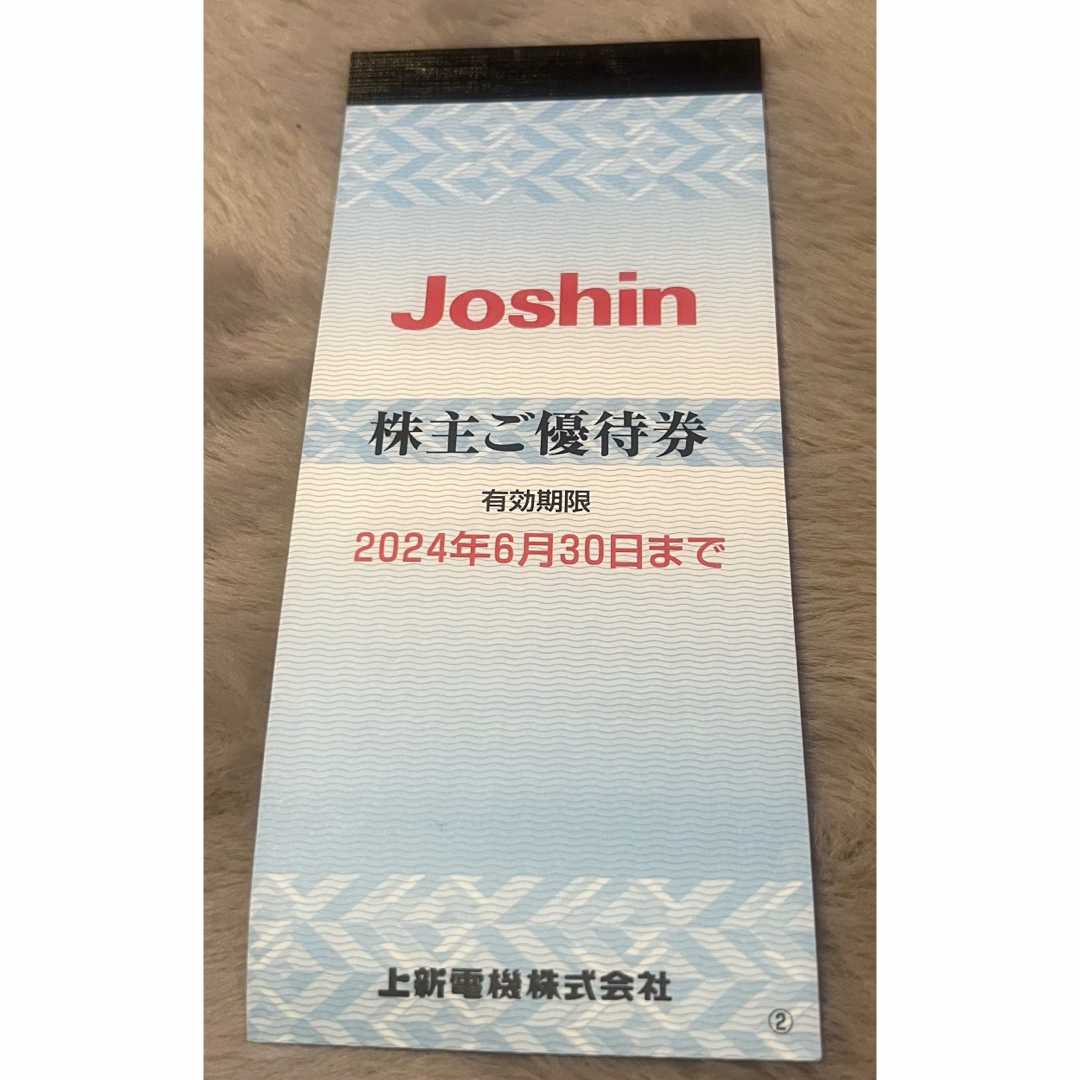 Joshin
株主ご優待券
有効期限
2024年6月30日まで
上新電機株式会社
②